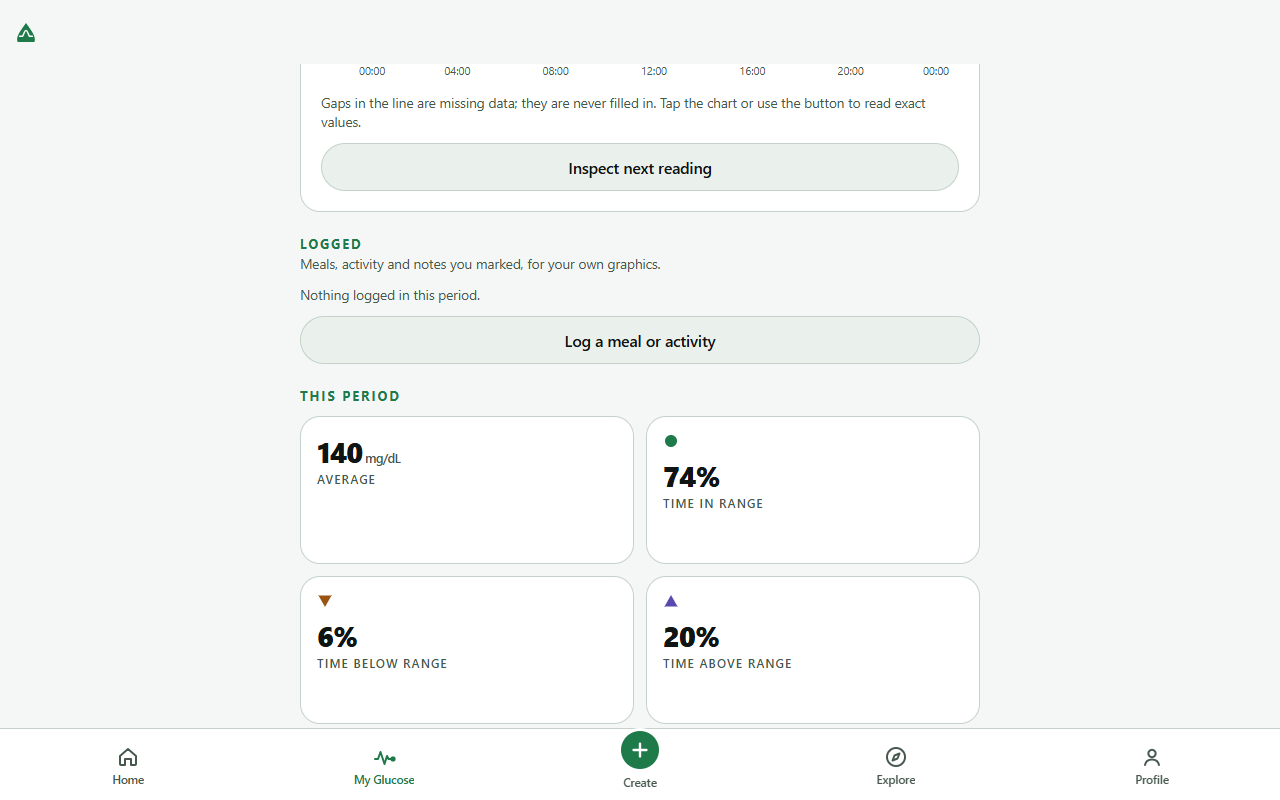 00:00 04:00 08:00 12:00 16:00 20:00 00:00
Gaps in the line are missing data; they are never filled in. Tap the chart or use the button to read exact
values.
Inspect next reading
LOGGED
Meals, activity and notes you marked, for your own graphics.
Nothing logged in this period.
Log a meal or activity
THIS PERIOD
140 mg/dL
AVERAGE
74%
TIME IN RANGE
6%
TIME BELOW RANGE
20%
TIME ABOVE RANGE
Home
My Glucose
Create
Explore
Profile